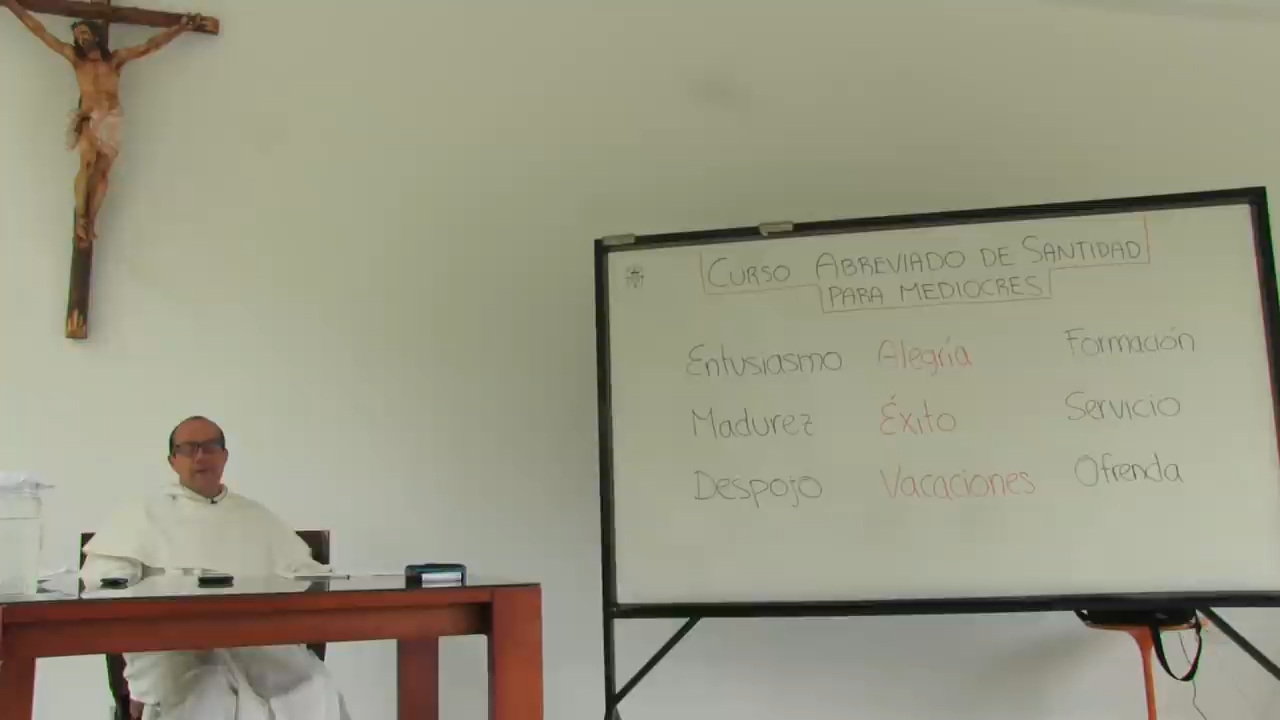 CURSO ABREVIADO DE SANTIDAD
PARA MEDIOCRES
Entusiasmo Alegría Formación
Madurez Éxito Servicio
Despojo Vacaciones Ofrenda